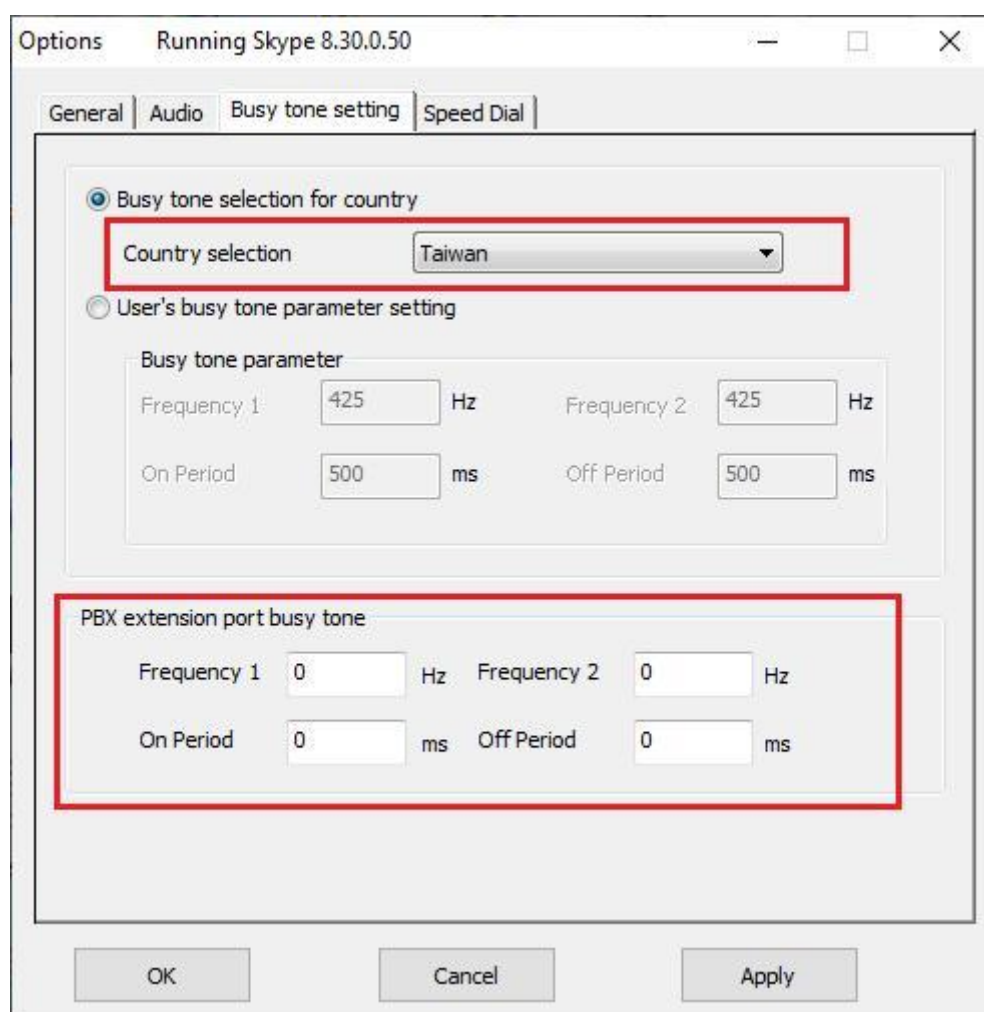 Options Running Skype 8.30.0.50
General Audio Busy tone setting Speed Dial
Busy tone selection for country
Country selection Taiwan
User's busy tone parameter setting
Busy tone parameter
Frequency 1 425 Hz Frequency 2 425 Hz
On Period 500 ms Off Period 500 ms
PBX extension port busy tone
Frequency 1 0 Hz Frequency 2 0 Hz
On Period 0 ms Off Period 0 ms
OK Cancel Apply